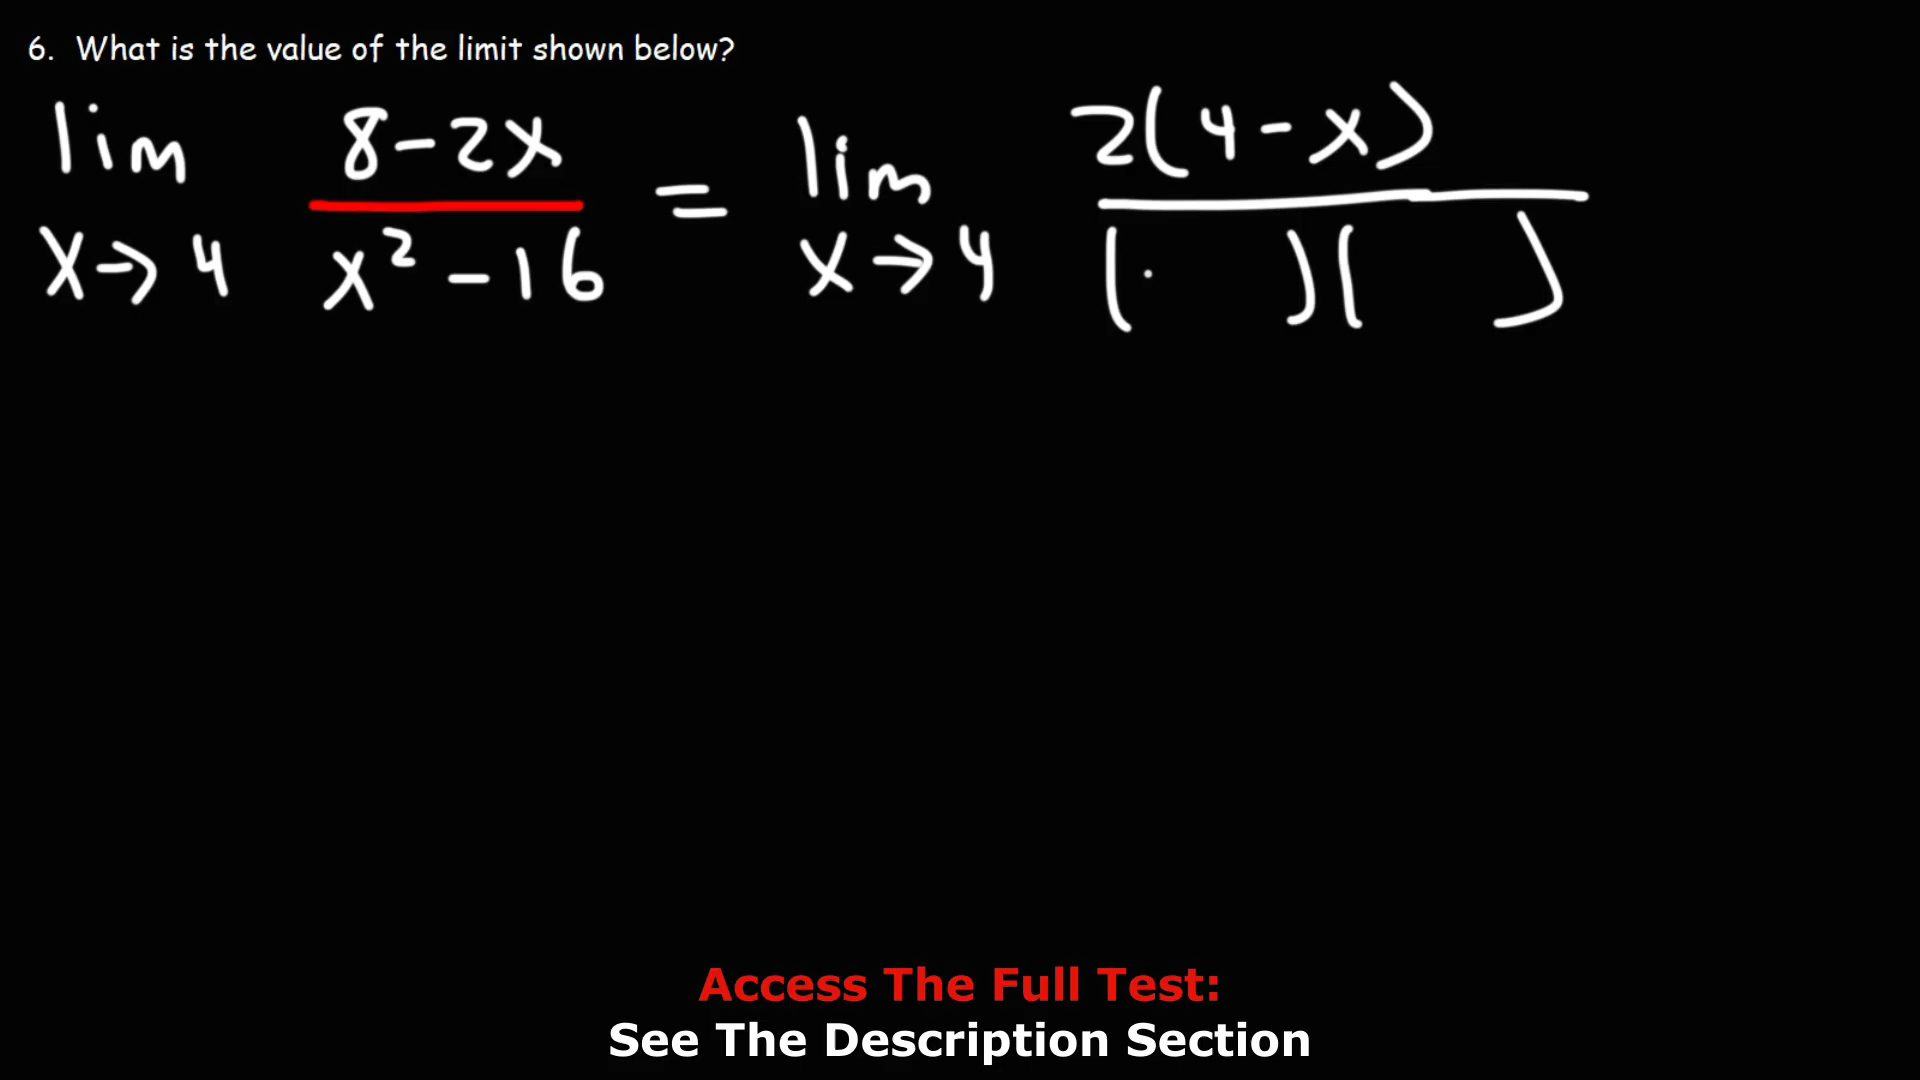 6. What is the value of the limit shown below?
lim x→4 (8-2x)/(x²-16) = lim x→4 2(4-x)/(· )( )
Access The Full Test:
See The Description Section